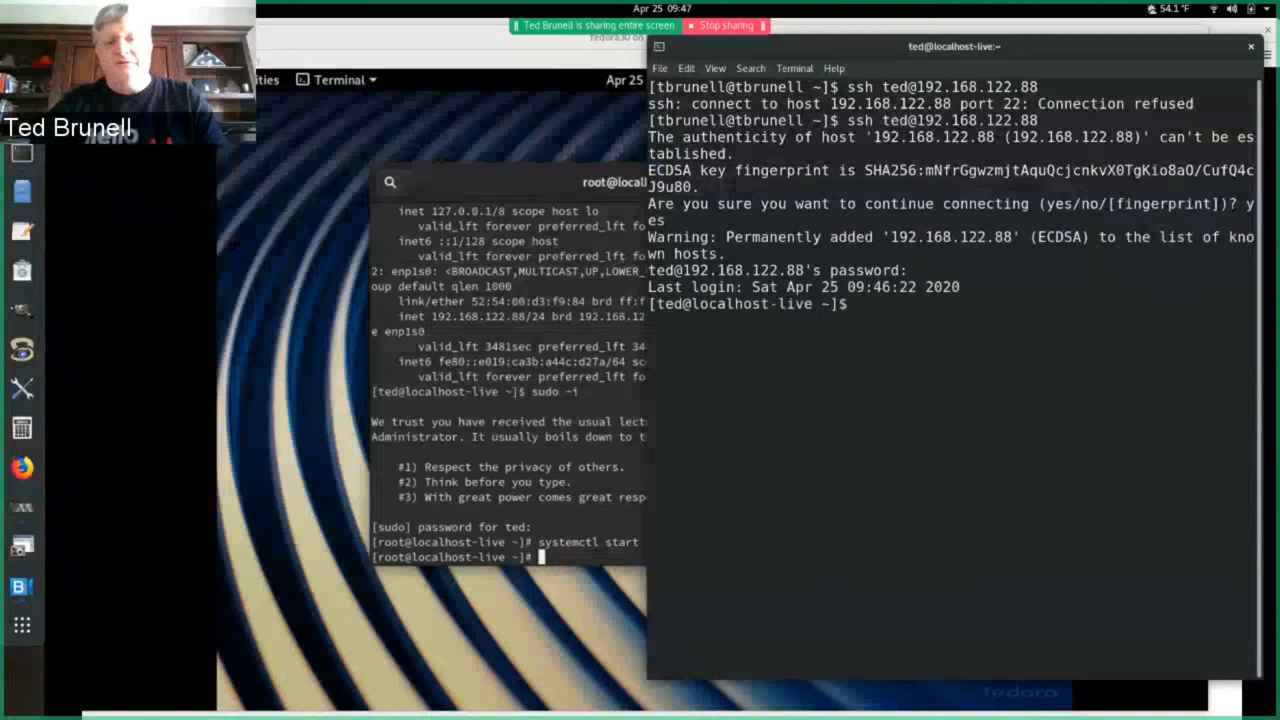 Apr 25 09:47
54.1 °F
Ted Brunell is sharing entire screen
Stop sharing
fedora30 on
Ted Brunell
ities
Terminal
Apr 25
ted@localhost-live:~
File Edit View Search Terminal Help
[tbrunell@tbrunell ~]$ ssh ted@192.168.122.88
ssh: connect to host 192.168.122.88 port 22: Connection refused
[tbrunell@tbrunell ~]$ ssh ted@192.168.122.88
The authenticity of host '192.168.122.88 (192.168.122.88)' can't be es
tablished.
ECDSA key fingerprint is SHA256:mNfrGgwzmjtAquQcjcnkvX0TgKio8aO/CufQ4c
J9u80.
Are you sure you want to continue connecting (yes/no/[fingerprint])? y
es
Warning: Permanently added '192.168.122.88' (ECDSA) to the list of kno
wn hosts.
ted@192.168.122.88's password:
Last login: Sat Apr 25 09:46:22 2020
[ted@localhost-live ~]$
root@local
inet 127.0.0.1/8 scope host lo
valid_lft forever preferred_lft fo
inet6 ::1/128 scope host
valid_lft forever preferred_lft fo
2: enp1s0: <BROADCAST,MULTICAST,UP,LOWER_
oup default qlen 1000
link/ether 52:54:00:d3:f9:84 brd ff:f
inet 192.168.122.88/24 brd 192.168.12
e enp1s0
valid_lft 3481sec preferred_lft 34
inet6 fe80::e019:ca3b:a44c:d27a/64 sc
valid_lft forever preferred_lft fo
[ted@localhost-live ~]$ sudo -i
We trust you have received the usual lect
Administrator. It usually boils down to t
#1) Respect the privacy of others.
#2) Think before you type.
#3) With great power comes great resp
[sudo] password for ted:
[root@localhost-live ~]# systemctl start
[root@localhost-live ~]#
fedora